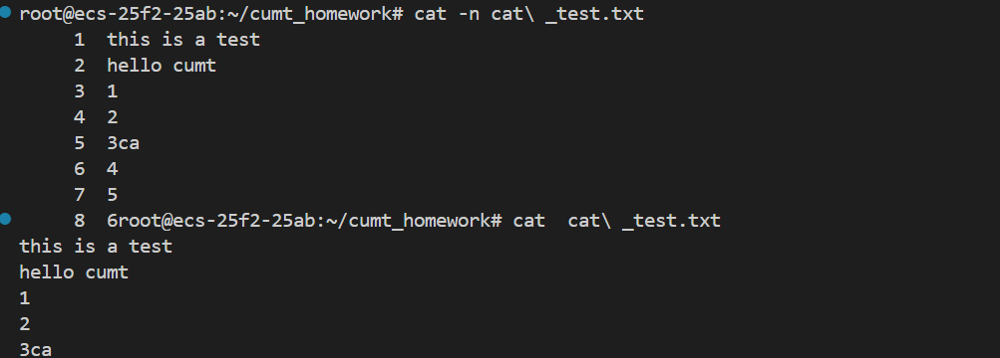 root@ecs-25f2-25ab:~/cumt_homework# cat -n cat\ _test.txt
     1  this is a test
     2  hello cumt
     3  1
     4  2
     5  3ca
     6  4
     7  5
     8  6root@ecs-25f2-25ab:~/cumt_homework# cat  cat\ _test.txt
this is a test
hello cumt
1
2
3ca